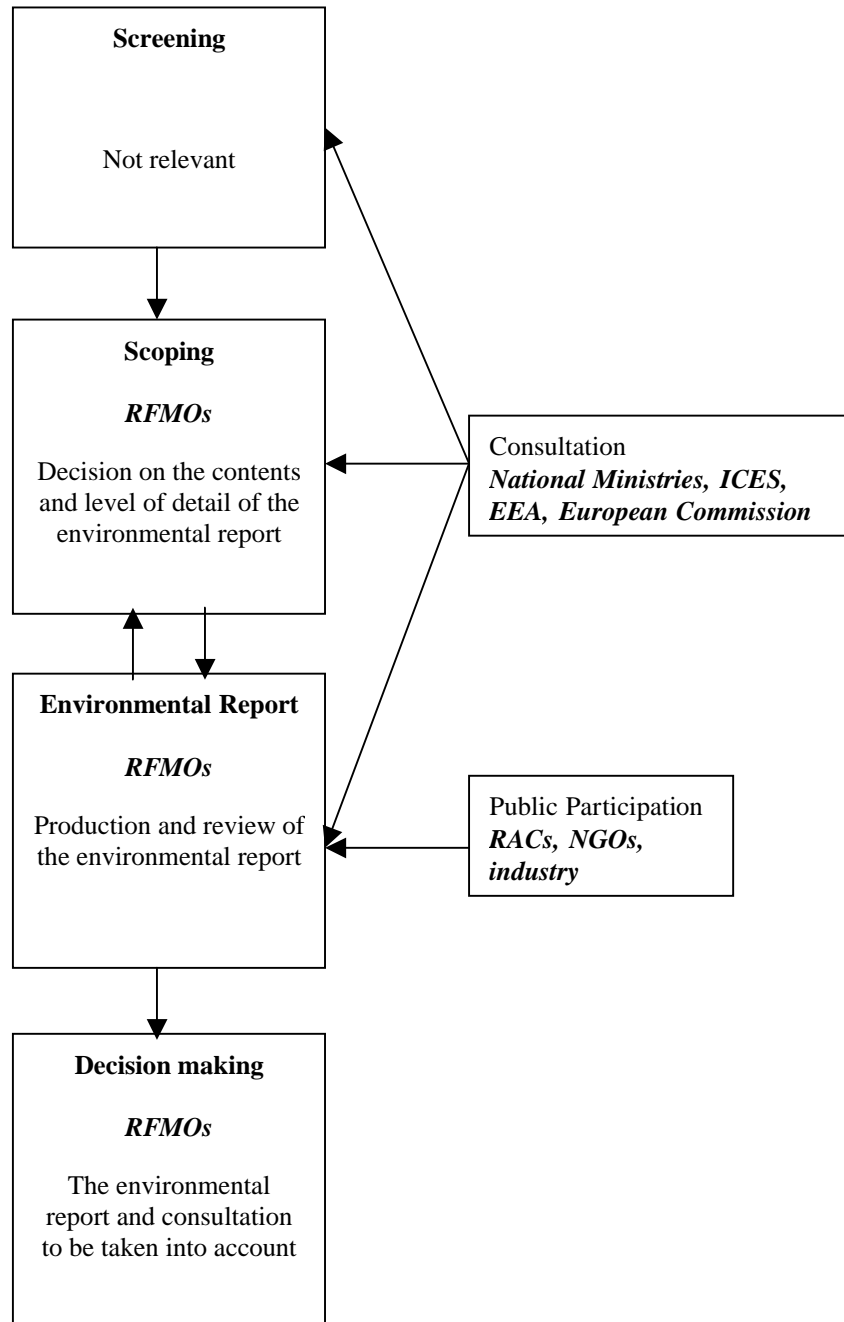 Screening
Not relevant
Scoping
RFMOs
Decision on the contents
and level of detail of the
environmental report
Consultation
National Ministries, ICES,
EEA, European Commission
Environmental Report
RFMOs
Production and review of
the environmental report
Public Participation
RACs, NGOs,
industry
Decision making
RFMOs
The environmental
report and consultation
to be taken into account